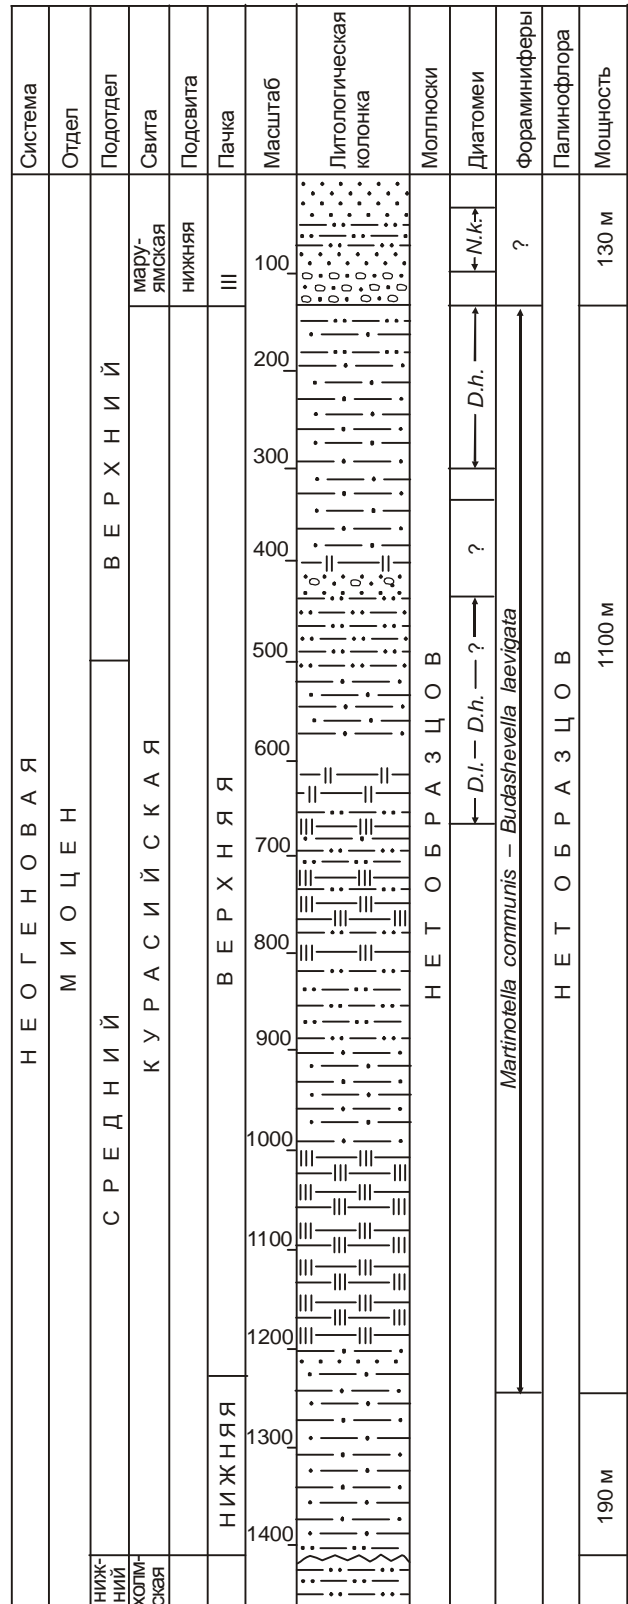 Система
Отдел
Подотдел
Свита
Подсвита
Пачка
Масштаб
Литологическая
колонка
Моллюски
Диатомеи
Фораминиферы
Палинофлора
Мощность
НЕОГЕНОВАЯ
МИОЦЕН
ВЕРХНИЙ
СРЕДНИЙ
ниж-
ний
мару-
ямская
КУРАСИЙСКАЯ
холм-
ская
нижняя
III
ВЕРХНЯЯ
НИЖНЯЯ
100
200
300
400
500
600
700
800
900
1000
1100
1200
1300
1400
НЕТ ОБРАЗЦОВ
N.k.
D.h.
?
D.l. – D.h. – ?
?
Martinotella communis – Budashevella laevigata
НЕТ ОБРАЗЦОВ
130 м
1100 м
190 м